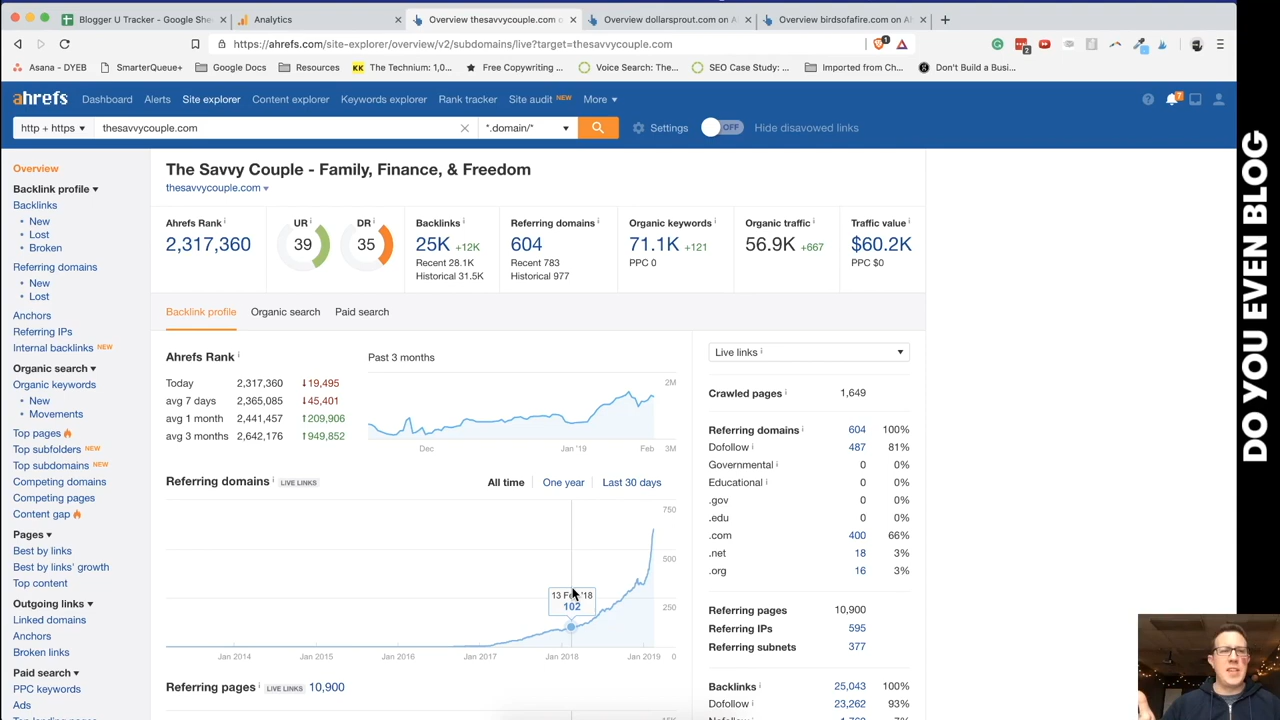 Blogger U Tracker - Google She
Analytics
Overview thesavvycouple.com
Overview dollarsprout.com on A
Overview birdsofafire.com on Ah
https://ahrefs.com/site-explorer/overview/v2/subdomains/live?target=thesavvycouple.com
1
2
Asana - DYEB
SmarterQueue+
Google Docs
Resources
KK The Technium: 1,0...
Free Copywriting...
Voice Search: The...
SEO Case Study:...
Imported from Ch...
Don't Build a Busi...
ahrefs
Dashboard
Alerts
Site explorer
Content explorer
Keywords explorer
Rank tracker
Site audit NEW
More
7
http + https
thesavvycouple.com
*.domain/*
Settings
OFF
Hide disavowed links
Overview
Backlink profile
Backlinks
New
Lost
Broken
Referring domains
New
Lost
Anchors
Referring IPs
Internal backlinks NEW
Organic search
Organic keywords
New
Movements
Top pages
Top subfolders NEW
Top subdomains NEW
Competing domains
Competing pages
Content gap
Pages
Best by links
Best by links' growth
Top content
Outgoing links
Linked domains
Anchors
Broken links
Paid search
PPC keywords
Ads
The Savvy Couple - Family, Finance, & Freedom
thesavvycouple.com
Ahrefs Rank i
2,317,360
UR i
39
DR i
35
Backlinks i
25K +12K
Recent 28.1K
Historical 31.5K
Referring domains i
604
Recent 783
Historical 977
Organic keywords i
71.1K +121
PPC 0
Organic traffic i
56.9K +667
Traffic value i
$60.2K
PPC $0
Backlink profile
Organic search
Paid search
Ahrefs Rank i
Today 2,317,360 ↓19,495
avg 7 days 2,365,085 ↓45,401
avg 1 month 2,441,457 ↑209,906
avg 3 months 2,642,176 ↑949,852
Past 3 months
2M
Dec Jan '19 Feb 3M
Referring domains i LIVE LINKS
All time One year Last 30 days
750
500
250
0
102
Jan 2014 Jan 2015 Jan 2016 Jan 2017 Jan 2018 Jan 2019
Referring pages i LIVE LINKS 10,900
Live links i
Crawled pages i 1,649
Referring domains i 604 100%
Dofollow i 487 81%
Governmental i 0 0%
Educational i 0 0%
.gov 0 0%
.edu 0 0%
.com 400 66%
.net 18 3%
.org 16 3%
Referring pages 10,900
Referring IPs 595
Referring subnets 377
Backlinks i 25,043 100%
Dofollow i 23,262 93%
DO YOU EVEN BLOG